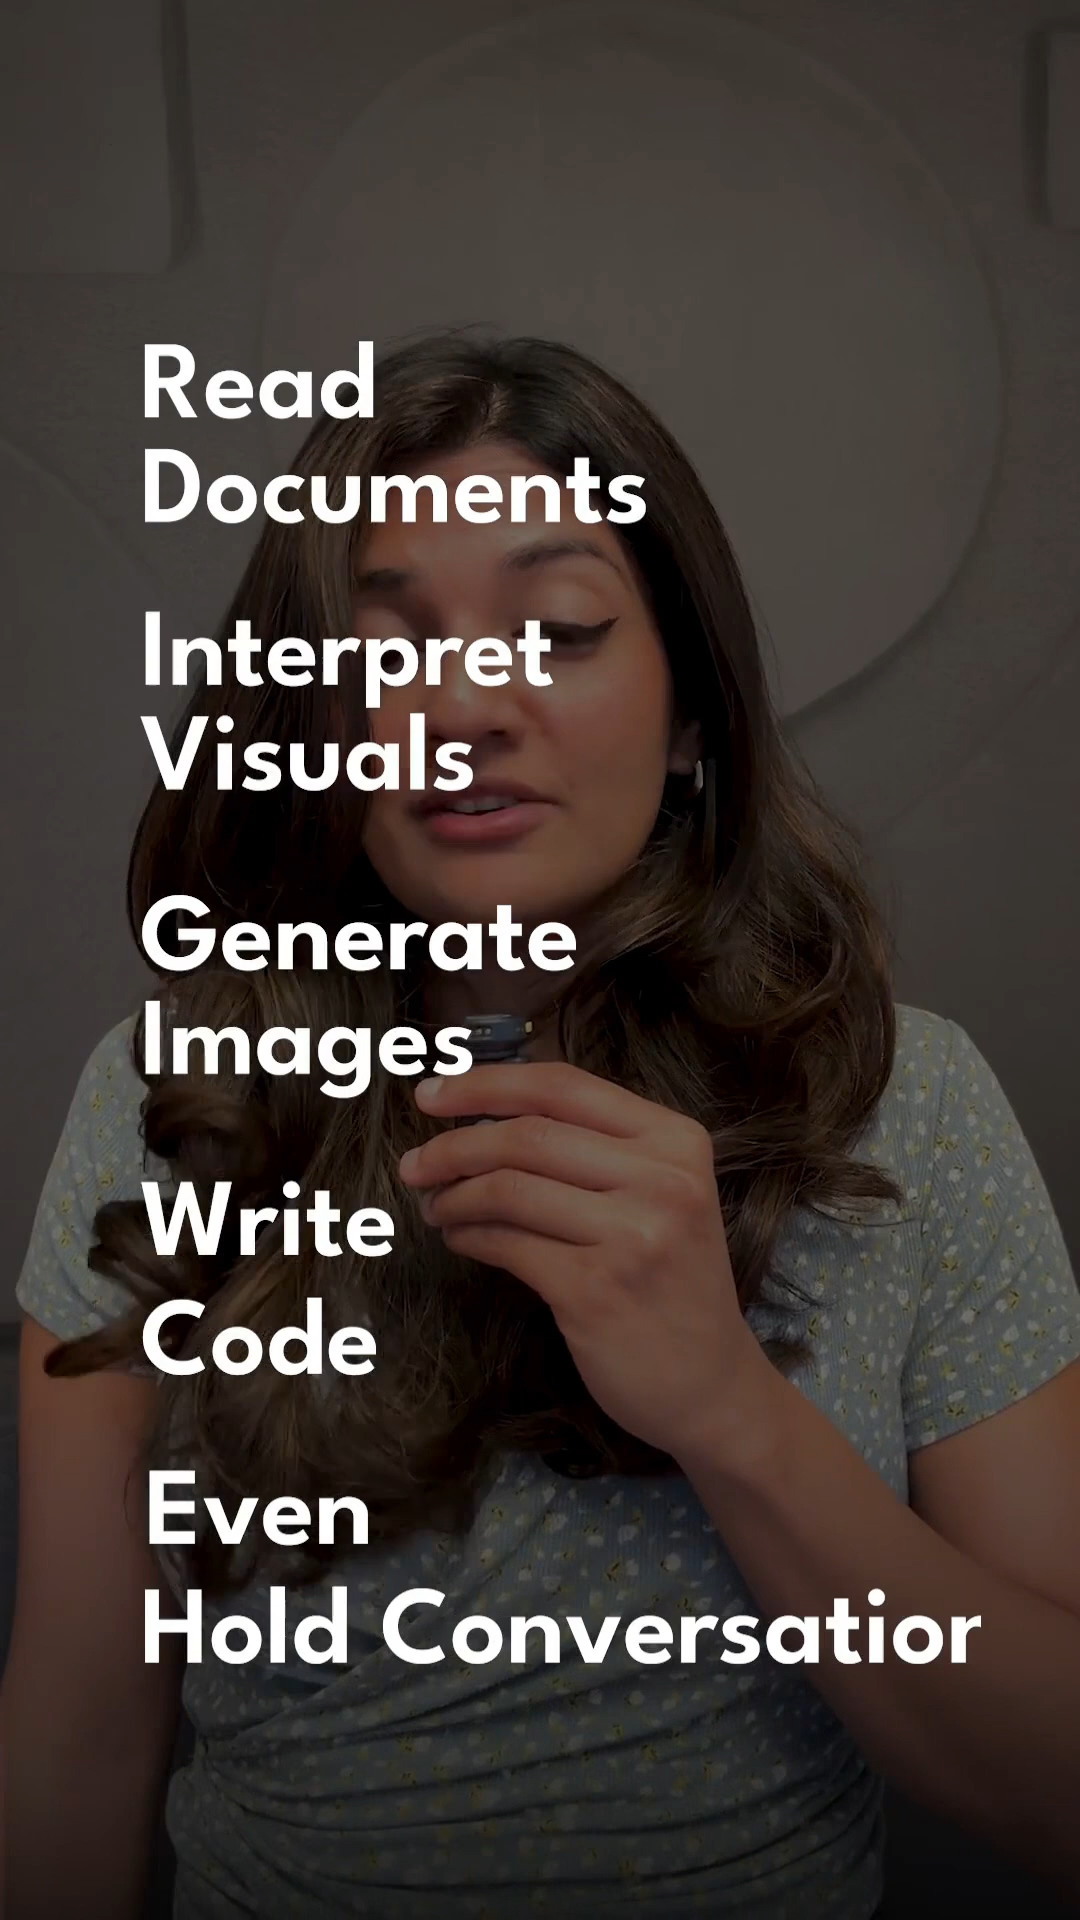 Read
Documents
Interpret
Visuals
Generate
Images
Write
Code
Even
Hold Conversatior